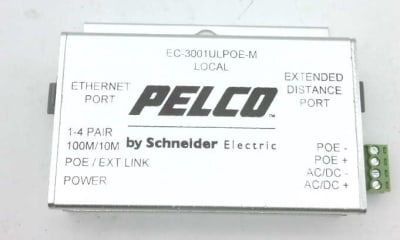 EC-3001ULPOE-M
LOCAL
ETHERNET
PORT
EXTENDED
DISTANCE
PORT
PELCO™
by Schneider Electric
1-4 PAIR
100M/10M
POE / EXT LINK
POWER
POE -
POE +
AC/DC -
AC/DC +